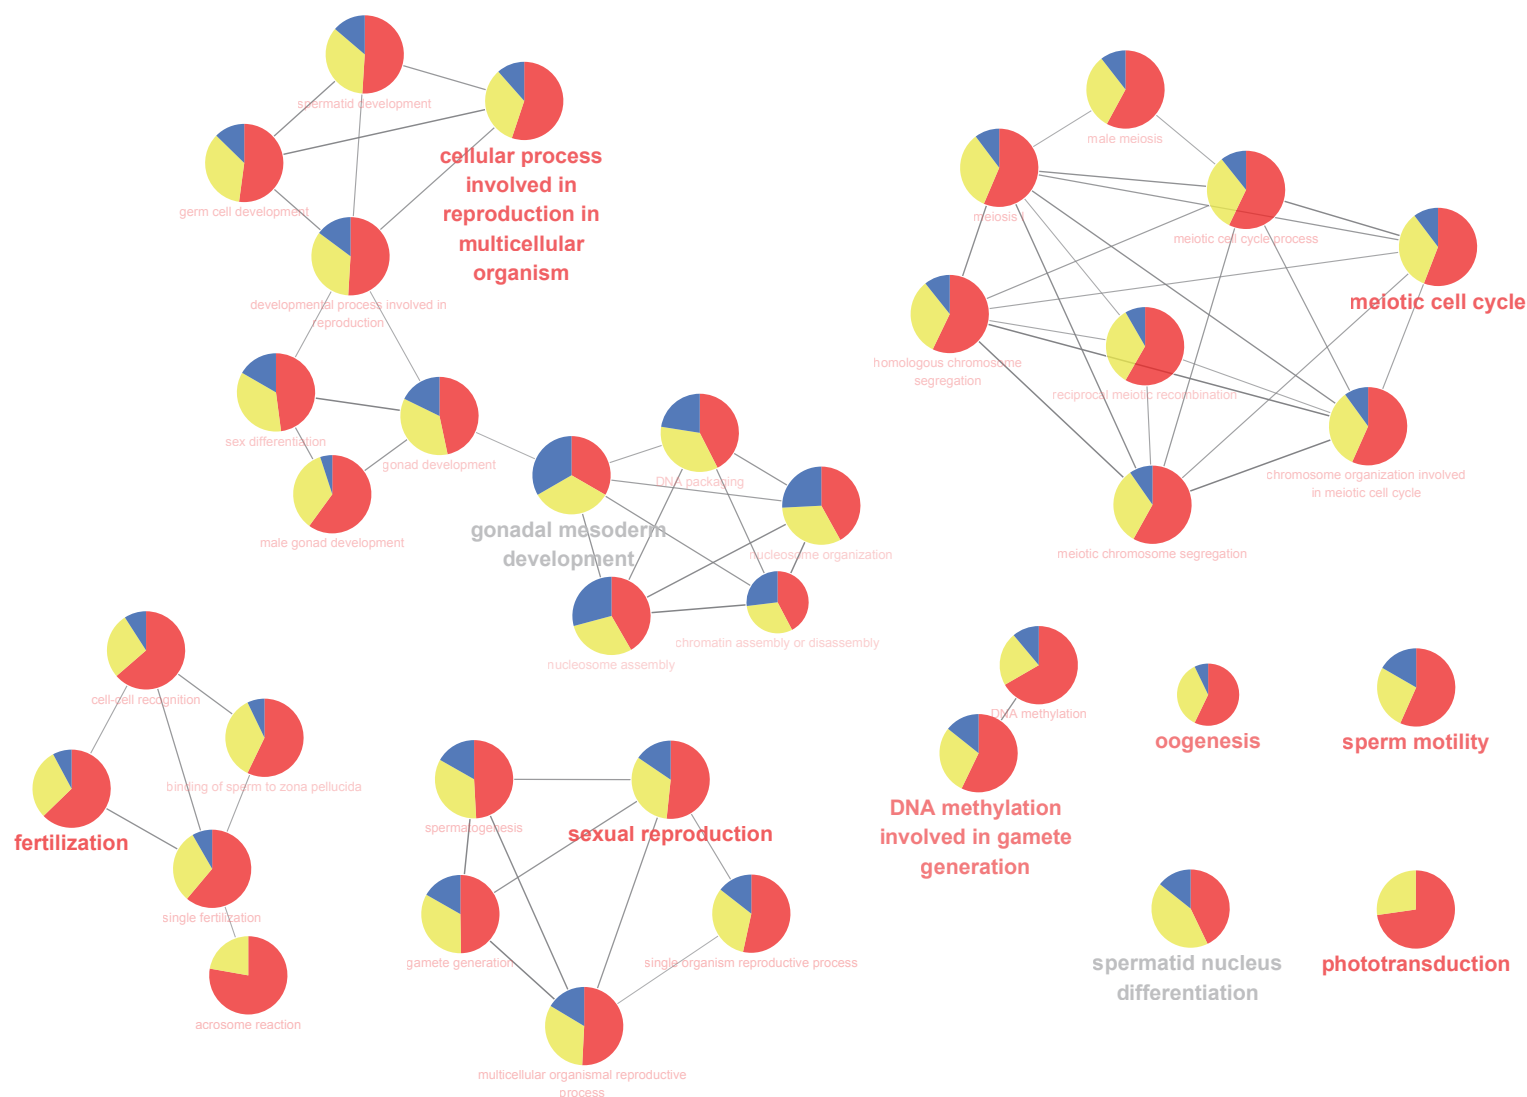 spermatid development
cellular process
involved in
reproduction in
multicellular
organism
germ cell development
developmental process involved in
reproduction
sex differentiation
gonad development
male gonad development
gonadal mesoderm
development
DNA packaging
nucleosome organization
chromatin assembly or disassembly
nucleosome assembly
male meiosis
meiosis I
meiotic cell cycle process
meiotic cell cycle
homologous chromosome
segregation
reciprocal meiotic recombination
chromosome organization involved
in meiotic cell cycle
meiotic chromosome segregation
cell-cell recognition
binding of sperm to zona pellucida
fertilization
single fertilization
acrosome reaction
spermatogenesis
sexual reproduction
gamete generation
single organism reproductive process
multicellular organismal reproductive
process
DNA methylation
DNA methylation
involved in gamete
generation
oogenesis
sperm motility
spermatid nucleus
differentiation
phototransduction